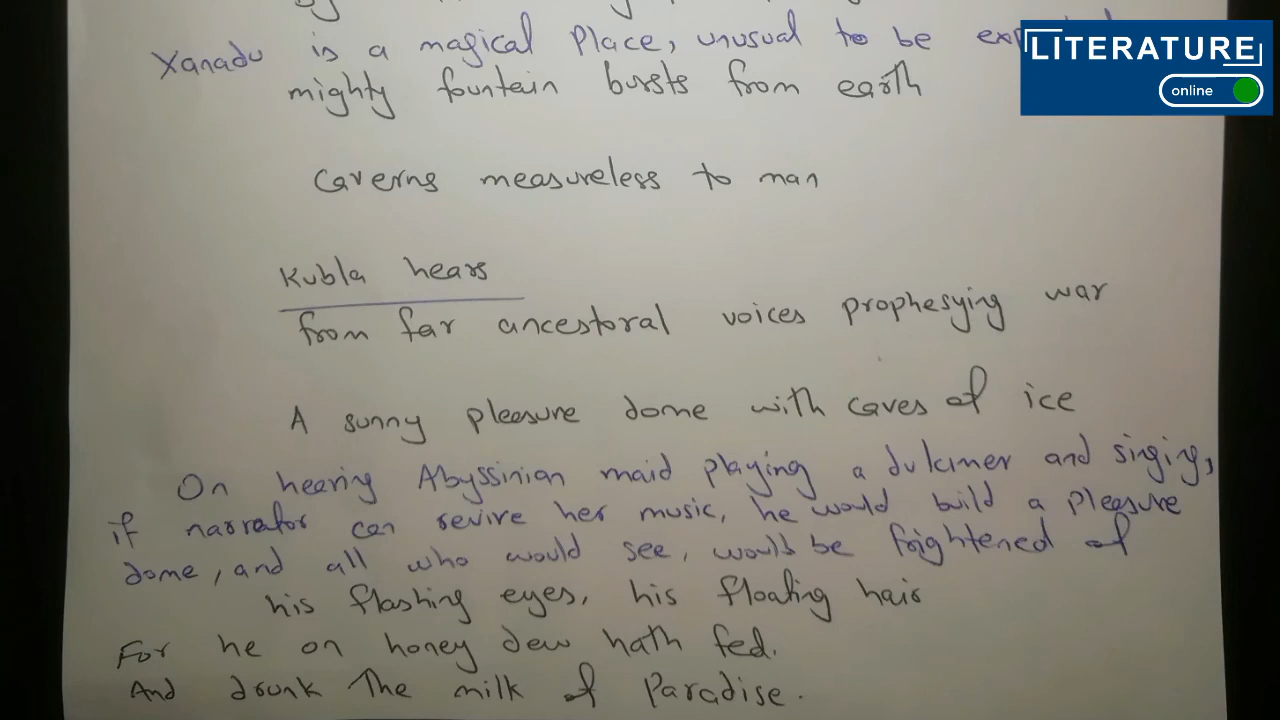 Xanadu is a magical place, unusual to be
mighty fountain bursts from earth
Caverns measureless to man
Kubla hears
from far ancestoral voices prophesying war
A sunny pleasure dome with caves of ice
On hearing Abyssinian maid playing a dulcimer and singing,
if narrator can revive her music, he would build a pleasure
dome, and all who would see, would be frightened of
his flashing eyes, his floating hair
For he on honey dew hath fed.
And drunk the milk of Paradise.
LITERATURE
online